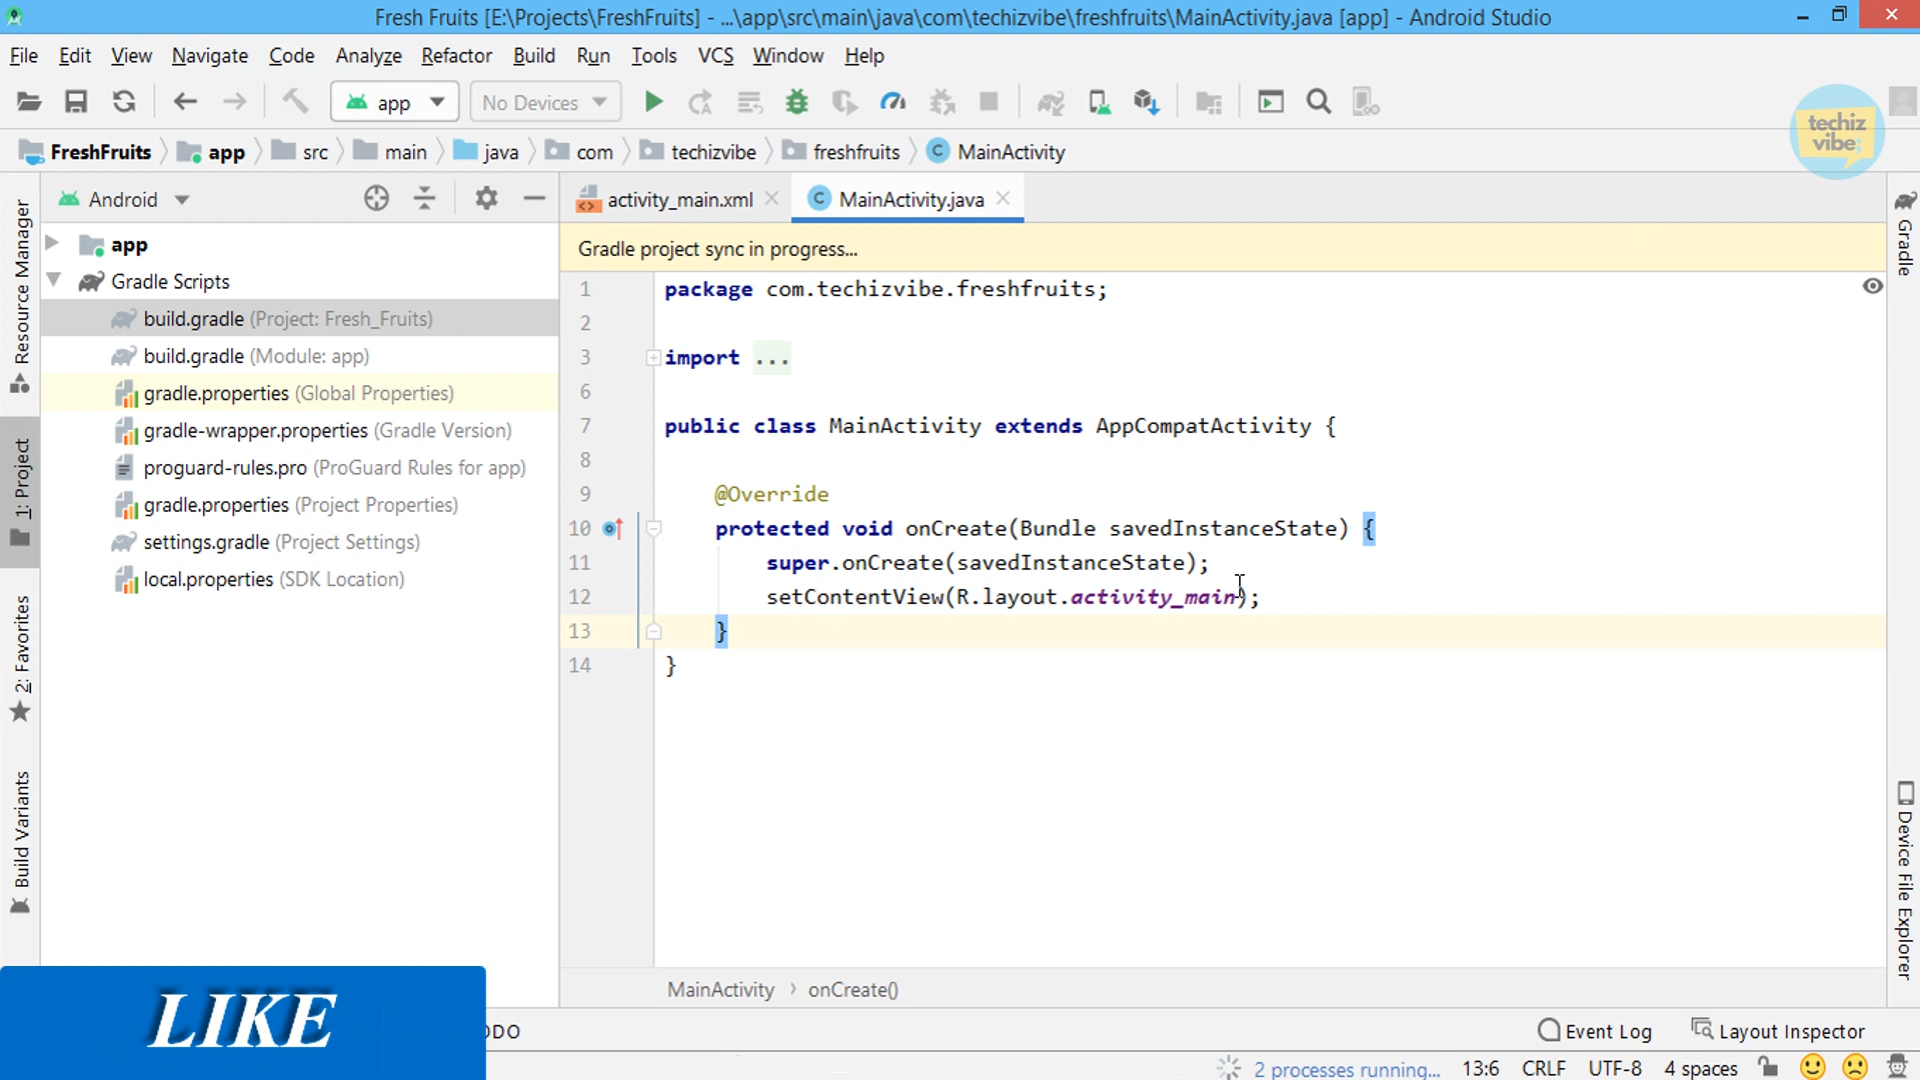 Fresh Fruits [E:\Projects\FreshFruits] - ...\app\src\main\java\com\techizvibe\freshfruits\MainActivity.java [app] - Android Studio
File Edit View Navigate Code Analyze Refactor Build Run Tools VCS Window Help
app No Devices
techiz
vibe;
FreshFruits app src main java com techizvibe freshfruits MainActivity
Android
activity_main.xml MainActivity.java
Gradle project sync in progress...
app
Gradle Scripts
build.gradle (Project: Fresh_Fruits)
build.gradle (Module: app)
gradle.properties (Global Properties)
gradle-wrapper.properties (Gradle Version)
proguard-rules.pro (ProGuard Rules for app)
gradle.properties (Project Properties)
settings.gradle (Project Settings)
local.properties (SDK Location)
Resource Manager
1: Project
2: Favorites
Build Variants
1 package com.techizvibe.freshfruits;
2
3 import ...
6
7 public class MainActivity extends AppCompatActivity {
8
9 @Override
10 protected void onCreate(Bundle savedInstanceState) {
11 super.onCreate(savedInstanceState);
12 setContentView(R.layout.activity_main);
13 }
14 }
Gradle
Device File Explorer
MainActivity > onCreate()
LIKE
Event Log Layout Inspector
2 processes running... 13:6 CRLF UTF-8 4 spaces